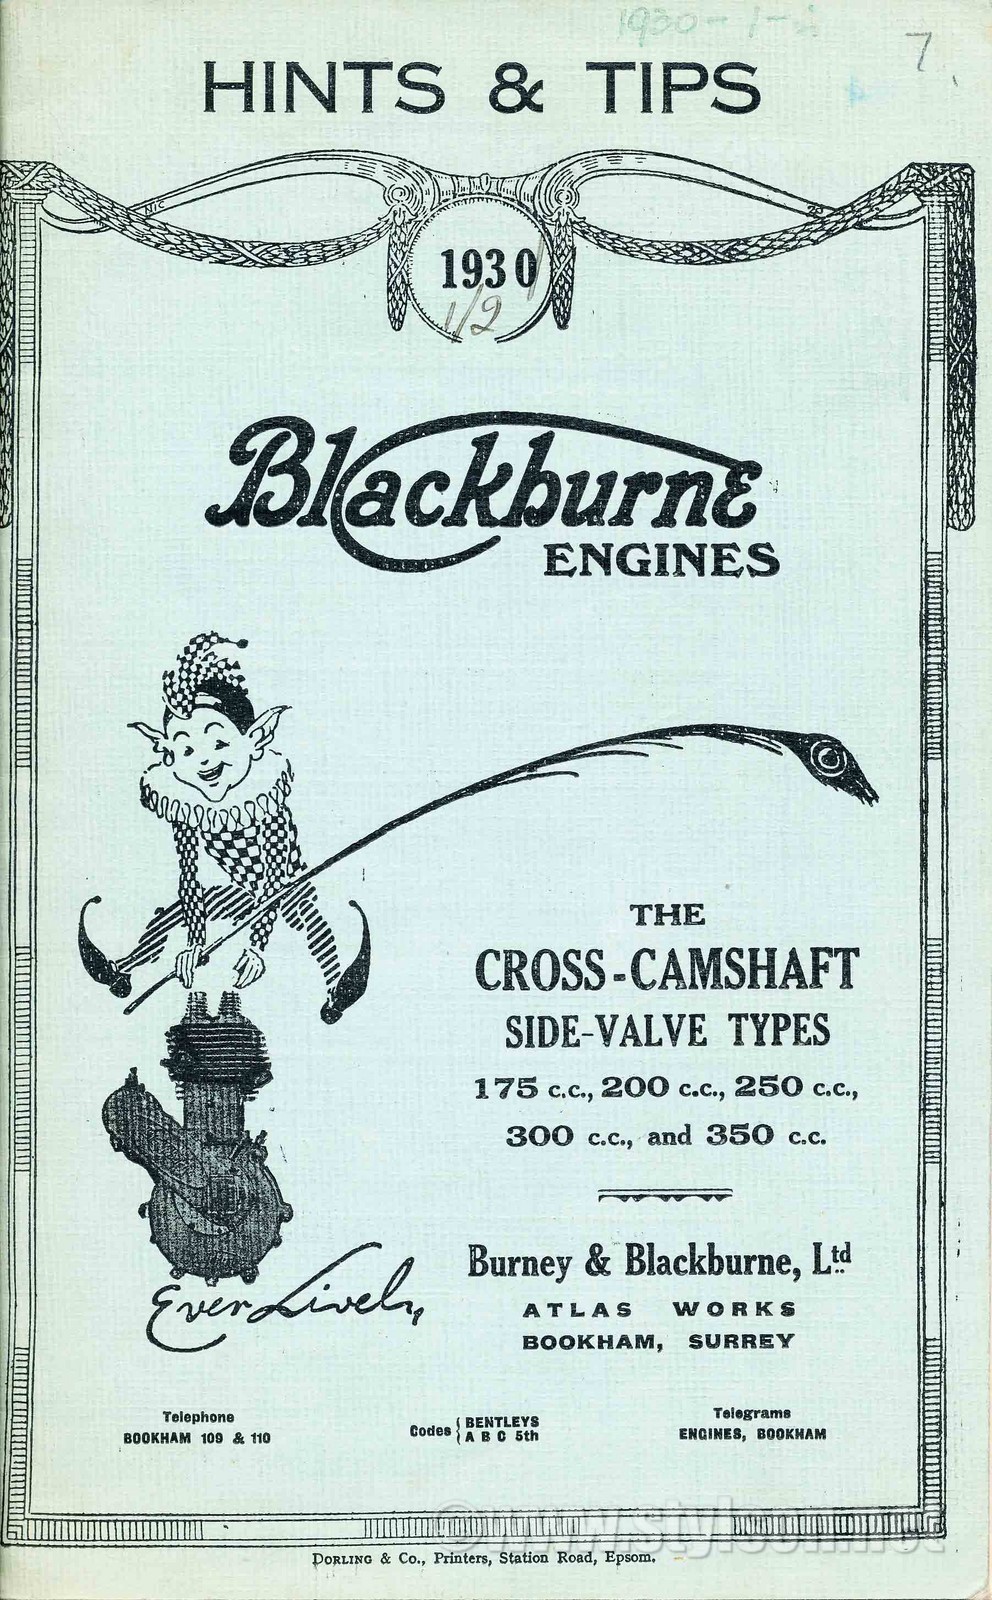 1930-1-2
7
HINTS & TIPS
1930
1/2
Blackburne
ENGINES
THE
CROSS-CAMSHAFT
SIDE-VALVE TYPES
175 c.c., 200 c.c., 250 c.c.,
300 c.c., and 350 c.c.
Burney & Blackburne, Ltd
ATLAS WORKS
BOOKHAM, SURREY
Ever Lively
Telephone
BOOKHAM 109 & 110
Codes { BENTLEYS
A B C 5th
Telegrams
ENGINES, BOOKHAM
DORLING & Co., Printers, Station Road, Epsom.